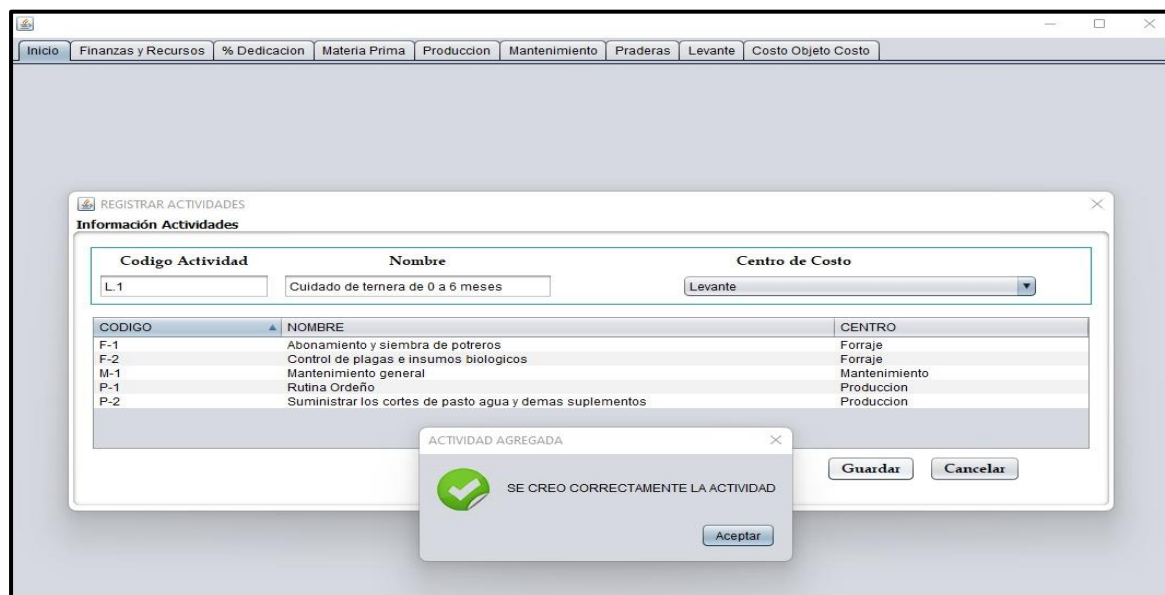 Inicio Finanzas y Recursos % Dedicacion Materia Prima Produccion Mantenimiento Praderas Levante Costo Objeto Costo
REGISTRAR ACTIVIDADES
Información Actividades
Codigo Actividad Nombre Centro de Costo
L.1 Cuidado de ternera de 0 a 6 meses Levante
CODIGO NOMBRE CENTRO
F-1 Abonamiento y siembra de potreros Forraje
F-2 Control de plagas e insumos biologicos Forraje
M-1 Mantenimiento general Mantenimiento
P-1 Rutina Ordeño Produccion
P-2 Suministrar los cortes de pasto agua y demas suplementos Produccion
ACTIVIDAD AGREGADA
Guardar Cancelar
SE CREO CORRECTAMENTE LA ACTIVIDAD
Aceptar